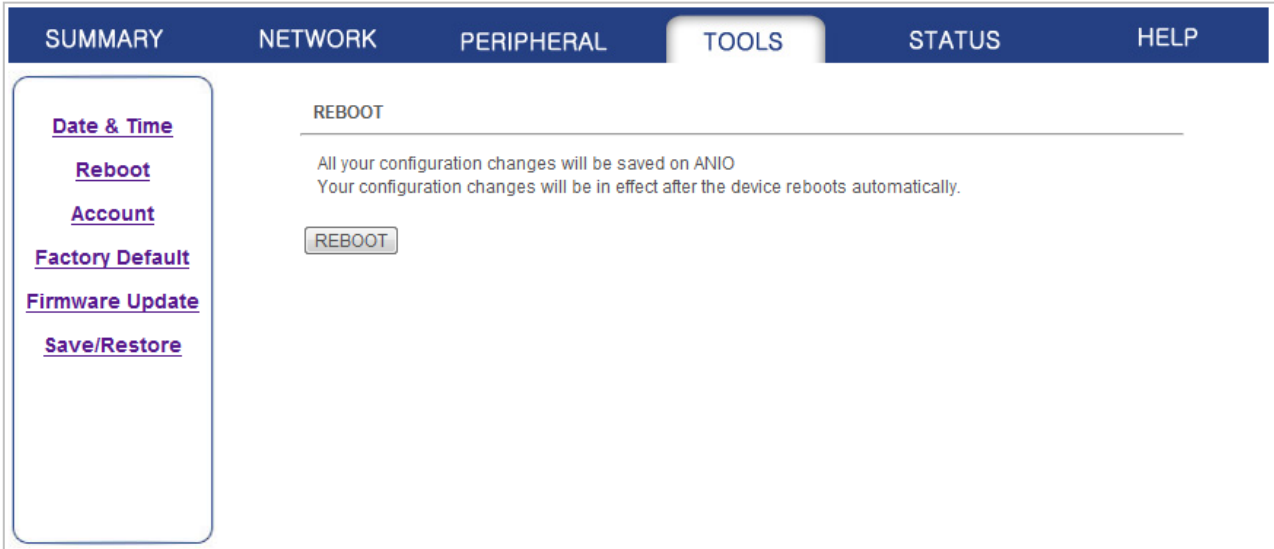 SUMMARY NETWORK PERIPHERAL TOOLS STATUS HELP
Date & Time
Reboot
Account
Factory Default
Firmware Update
Save/Restore
REBOOT
All your configuration changes will be saved on ANIO
Your configuration changes will be in effect after the device reboots automatically.
REBOOT